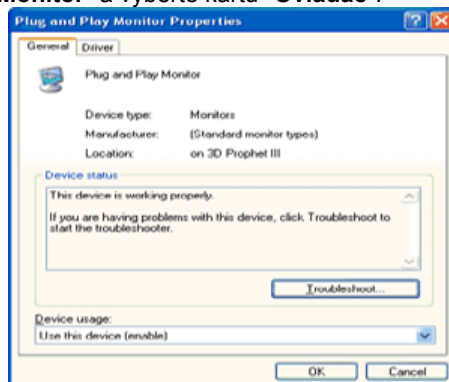 Monitor" a vyberte kartu "Ovladač".
Plug and Play Monitor Properties
General Driver
Plug and Play Monitor
Device type: Monitors
Manufacturer: (Standard monitor types)
Location: on 3D Prophet III
Device status
This device is working properly.
If you are having problems with this device, click Troubleshoot to
start the troubleshooter.
Troubleshoot...
Device usage:
Use this device (enable)
OK Cancel